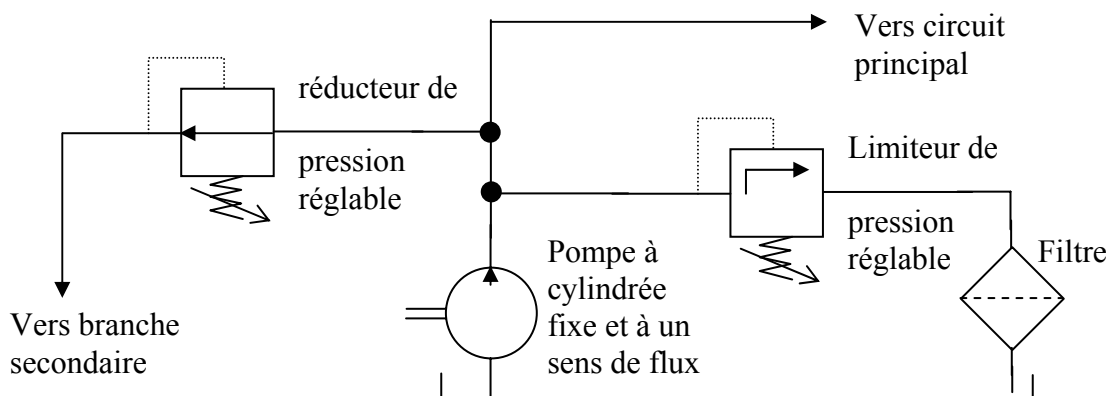 Vers circuit
principal
réducteur de
pression
réglable
Limiteur de
pression
réglable
Filtre
Pompe à
cylindrée
fixe et à un
sens de flux
Vers branche
secondaire